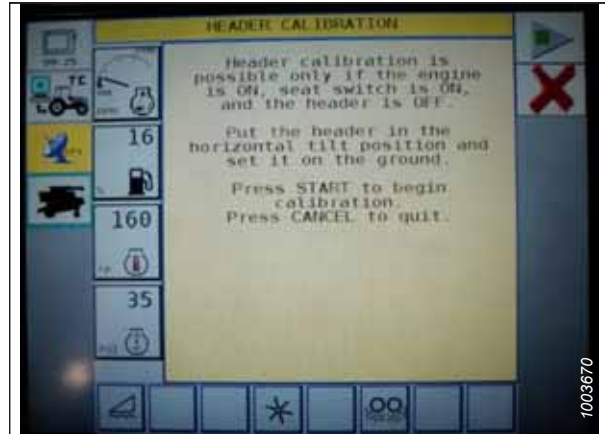 HEADER CALIBRATION
Header calibration is
possible only if the engine
is ON, seat switch is ON,
and the header is OFF.
Put the header in the
horizontal tilt position and
set it on the ground.
Press START to begin
calibration.
Press CANCEL to quit.
TC
16
160
35
1003670